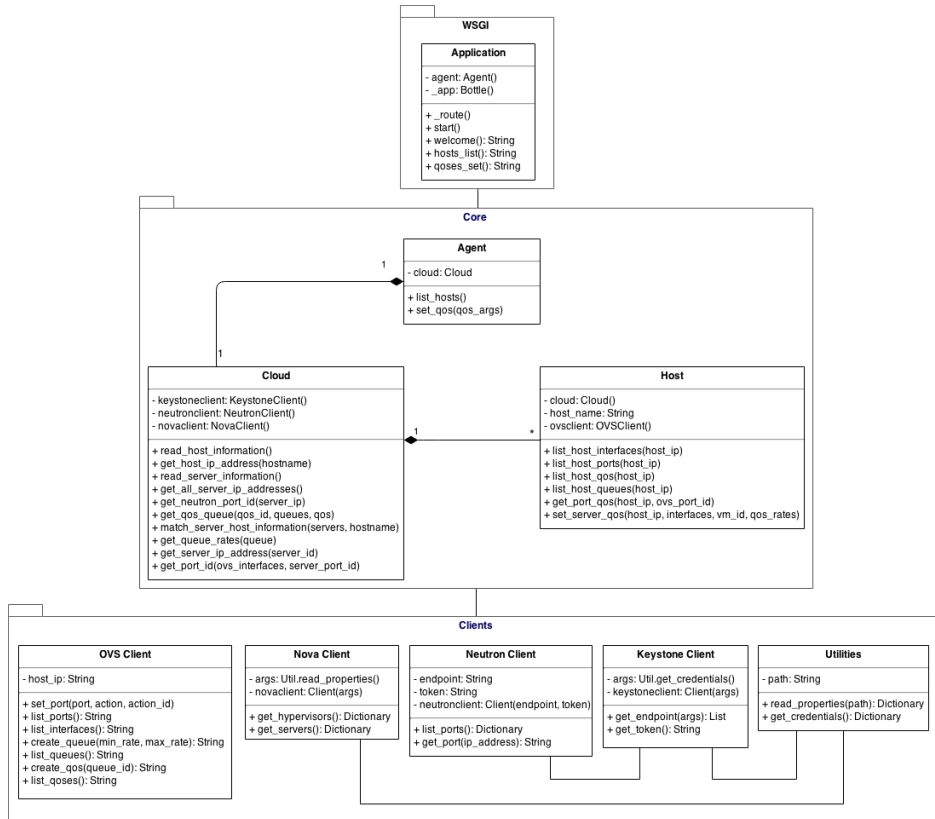 WSGI
Application
- agent: Agent()
- _app: Bottle()
+ _route()
+ start()
+ welcome(): String
+ hosts_list(): String
+ qoses_set(): String
Core
Agent
- cloud: Cloud
+ list_hosts()
+ set_qos(qos_args)
1
1
Cloud
- keystoneclient: KeystoneClient()
- neutronclient: NeutronClient()
- novaclient: NovaClient()
+ read_host_information()
+ get_host_ip_address(hostname)
+ read_server_information()
+ get_all_server_ip_addresses()
+ get_neutron_port_id(server_ip)
+ get_qos_queue(qos_id, queues, qos)
+ match_server_host_information(servers, hostname)
+ get_queue_rates(queue)
+ get_server_ip_address(server_id)
+ get_port_id(ovs_interfaces, server_port_id)
1
*
Host
- cloud: Cloud()
- host_name: String
- ovsclient: OVSClient()
+ list_host_interfaces(host_ip)
+ list_host_ports(host_ip)
+ list_host_qos(host_ip)
+ list_host_queues(host_ip)
+ get_port_qos(host_ip, ovs_port_id)
+ set_server_qos(host_ip, interfaces, vm_id, qos_rates)
Clients
OVS Client
- host_ip: String
+ set_port(port, action, action_id)
+ list_ports(): String
+ list_interfaces(): String
+ create_queue(min_rate, max_rate): String
+ list_queues(): String
+ create_qos(queue_id): String
+ list_qoses(): String
Nova Client
- args: Util.read_properties()
- novaclient: Client(args)
+ get_hypervisors(): Dictionary
+ get_servers(): Dictionary
Neutron Client
- endpoint: String
- token: String
- neutronclient: Client(endpoint, token)
+ list_ports(): Dictionary
+ get_port(ip_address): String
Keystone Client
- args: Util.get_credentials()
- keystoneclient: Client(args)
+ get_endpoint(args): List
+ get_token(): String
Utilities
- path: String
+ read_properties(path): Dictionary
+ get_credentials(): Dictionary